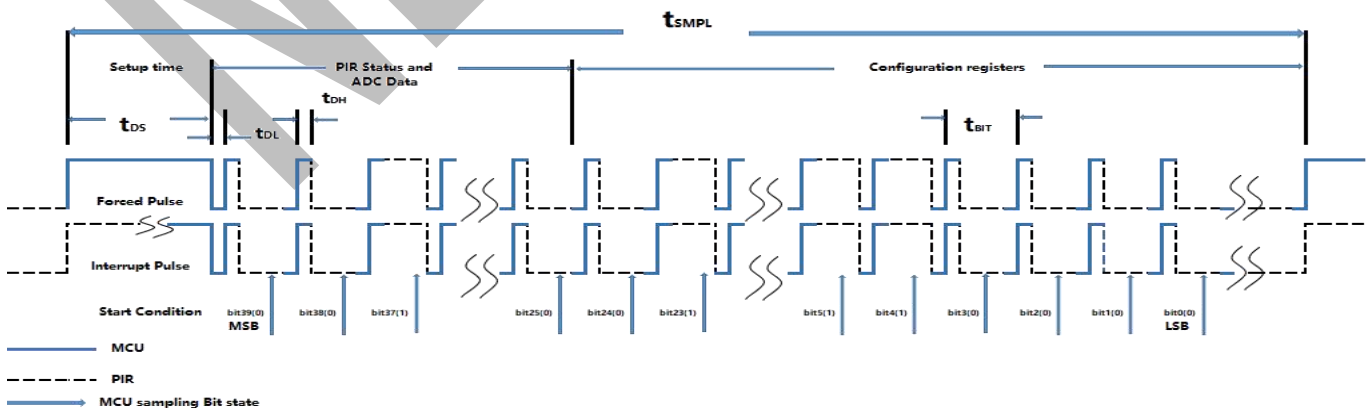 tSMPL
Setup time
PIR Status and
ADC Data
Configuration registers
tDH
tDS
tDL
tBIT
Forced Pulse
Interrupt Pulse
Start Condition
bit39(0)
MSB
bit38(0)
bit37(1)
bit25(0)
bit24(0)
bit23(1)
bit5(1)
bit4(1)
bit3(0)
bit2(0)
bit1(0)
bit0(0)
LSB
MCU
PIR
MCU sampling Bit state